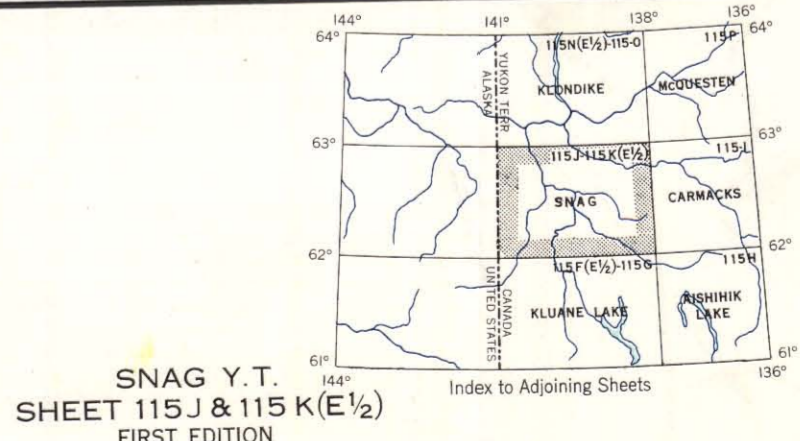 144° 141° 138° 136°
64° 64°
115N(E½)-115-O 115P
YUKON TERR
ALASKA
KLONDIKE MCQUESTEN
63° 63°
115J-115K(E½) 115-I
SNAG CARMACKS
62° 62°
115F(E½)-115G 115H
CANADA
UNITED STATES
KLUANE LAKE AISHIHIK
LAKE
61° 61°
144° 136°
Index to Adjoining Sheets
SNAG Y.T.
SHEET 115J & 115 K(E½)
FIRST EDITION